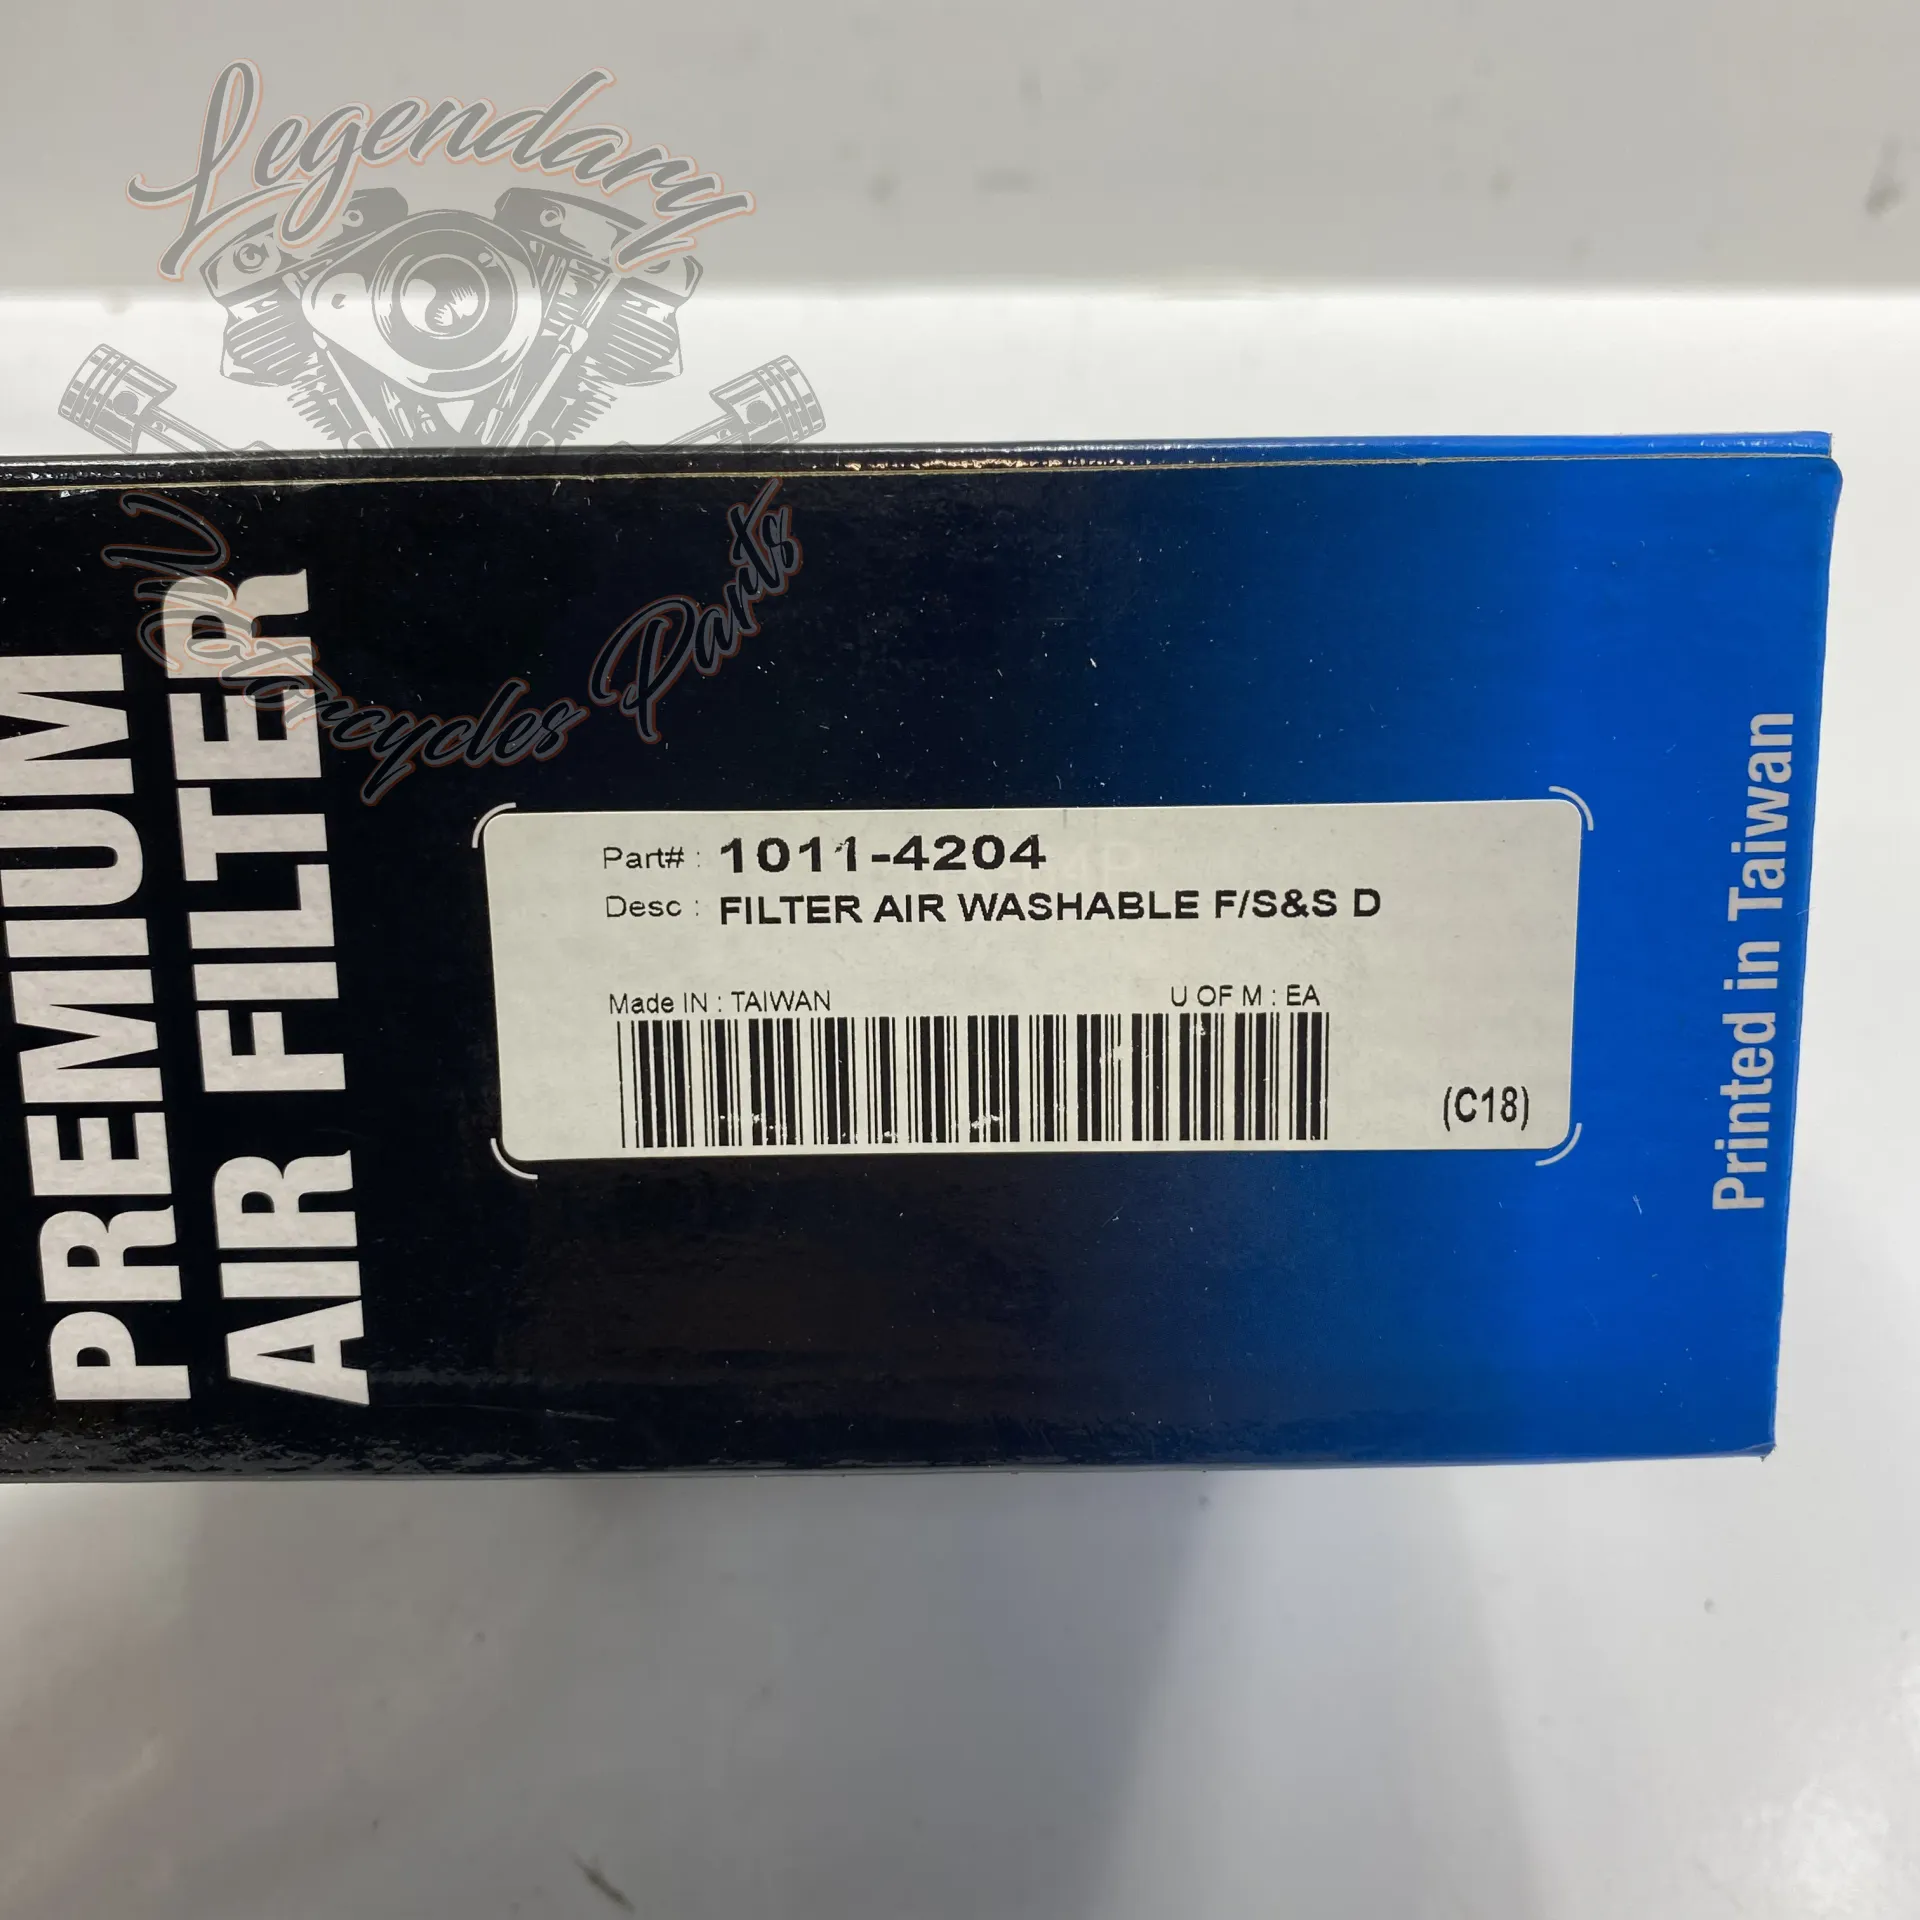 Legendary
Motorcycles Parts
PREMIUM
AIR FILTER
Part# : 1011-4204
Desc : FILTER AIR WASHABLE F/S&S D
Made IN : TAIWAN
U OF M : EA
(C18)
Printed in Taiwan